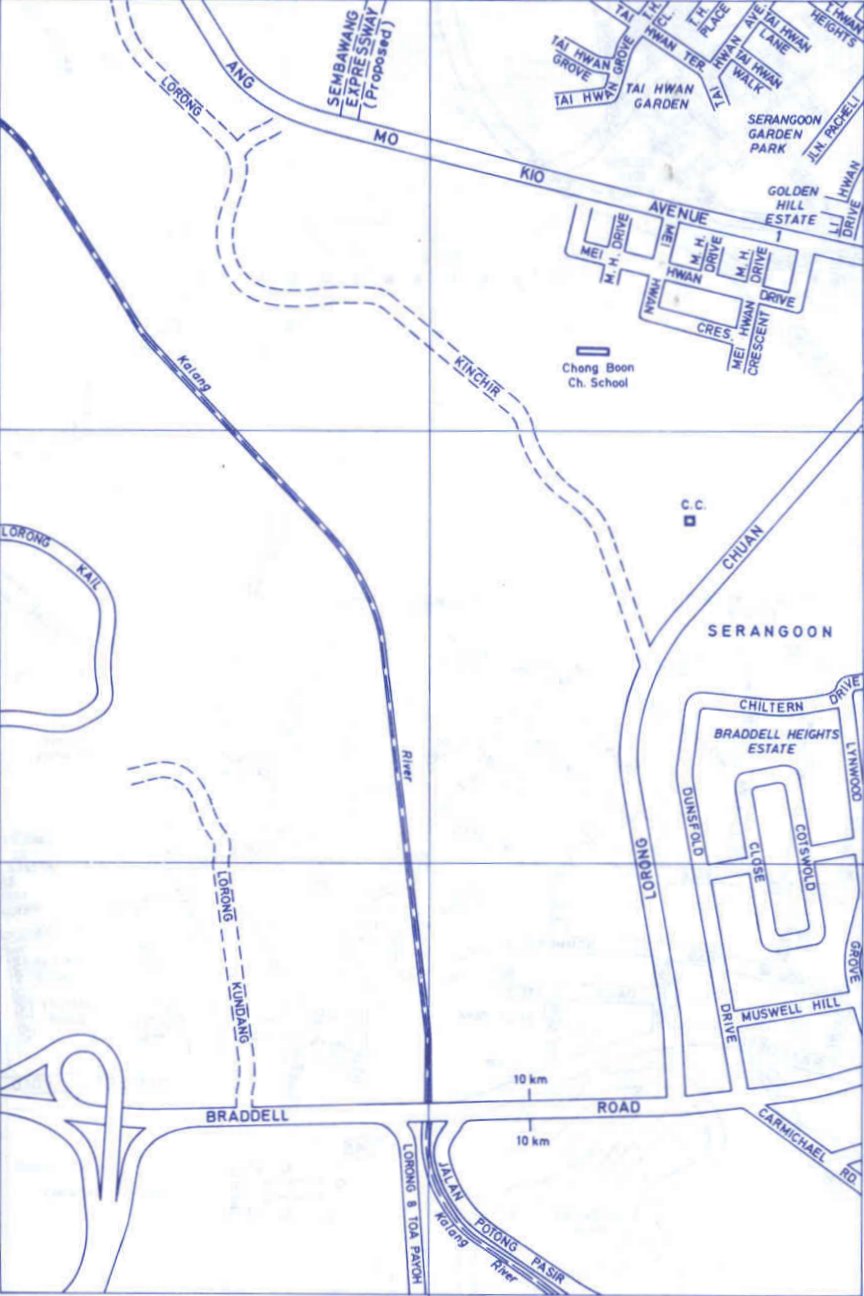 SEMBAWANG
EXPRESSWAY
(Proposed)
ANG
MO
KIO
AVENUE
1
LORONG
KINCHIR
TAI
HWAN
TER.
T.H.
PLACE
CL.
TAI HWAN
GROVE
TAI HWAN GROVE
TAI HWAN
GARDEN
TAI
HWAN
AVE.
TAI HWAN
LANE
TAI HWAN
WALK
HEIGHTS
SERANGOON
GARDEN
PARK
JLN. PACHELI
GOLDEN
HILL
ESTATE
HWAN
DRIVE
MEI
HWAN
DRIVE
M. H. DRIVE
M. H.
DRIVE
M. H.
DRIVE
MEI
HWAN
CRES.
MEI HWAN
CRESCENT
Chong Boon
Ch. School
Kalang
River
C.C.
CHUAN
LORONG
LORONG
KAIL
SERANGOON
CHILTERN
DRIVE
BRADDELL HEIGHTS
ESTATE
LYNWOOD
GROVE
DUNSFOLD
DRIVE
CLOSE
COTSWOLD
MUSWELL HILL
LORONG
KUNDANG
10 km
BRADDELL
ROAD
10 km
CARMICHAEL
RD.
LORONG 8 TOA PAYOH
JALAN
POTONG
PASIR
Kalang
River